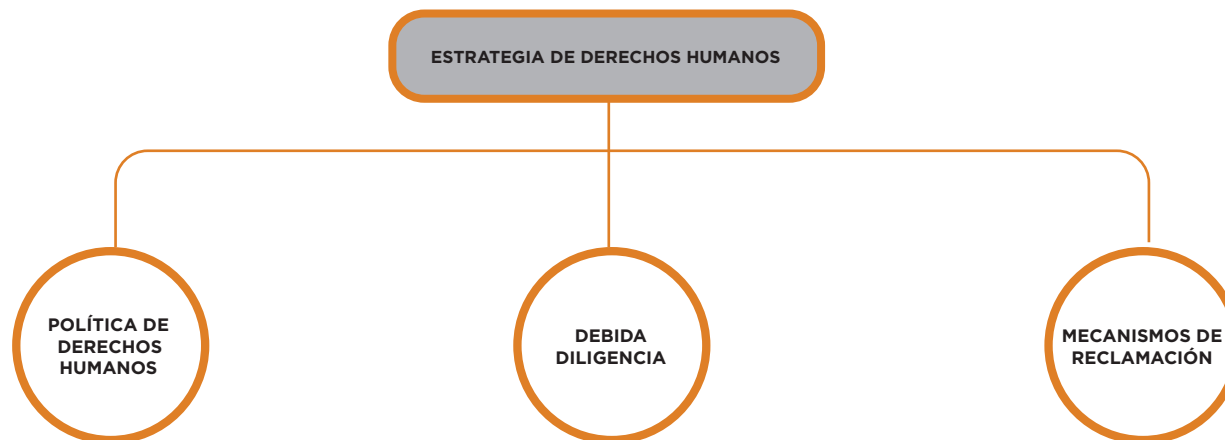 ESTRATEGIA DE DERECHOS HUMANOS
POLÍTICA DE
DERECHOS
HUMANOS
DEBIDA
DILIGENCIA
MECANISMOS DE
RECLAMACIÓN